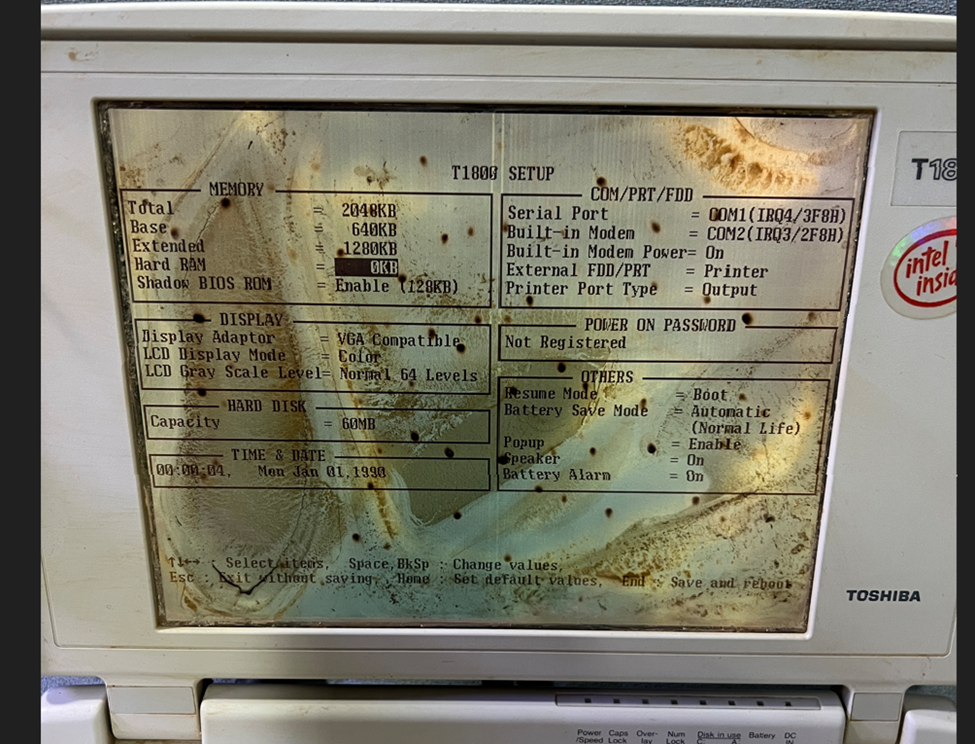 T1800 SETUP
MEMORY
Total = 2048KB
Base = 640KB
Extended = 1280KB
Hard RAM = 0KB
Shadow BIOS ROM = Enable (128KB)
DISPLAY
Display Adaptor = VGA Compatible
LCD Display Mode = Color
LCD Gray Scale Level= Normal 64 Levels
HARD DISK
Capacity = 60MB
TIME & DATE
00:00:04, Mon Jan 01,1990
COM/PRT/FDD
Serial Port = COM1(IRQ4/3F8H)
Built-in Modem = COM2(IRQ3/2F8H)
Built-in Modem Power= On
External FDD/PRT = Printer
Printer Port Type = Output
POWER ON PASSWORD
Not Registered
OTHERS
Resume Mode = Boot
Battery Save Mode = Automatic
(Normal Life)
Popup = Enable
Speaker = On
Battery Alarm = On
↑↓←→ Select items, Space,BkSp : Change values,
Esc : Exit without saving, Home : Set default values, End : Save and reboot
T18
intel
insid
TOSHIBA
Power Caps Over- Num Disk in use Battery DC
/Speed Lock lay Lock C: A: IN